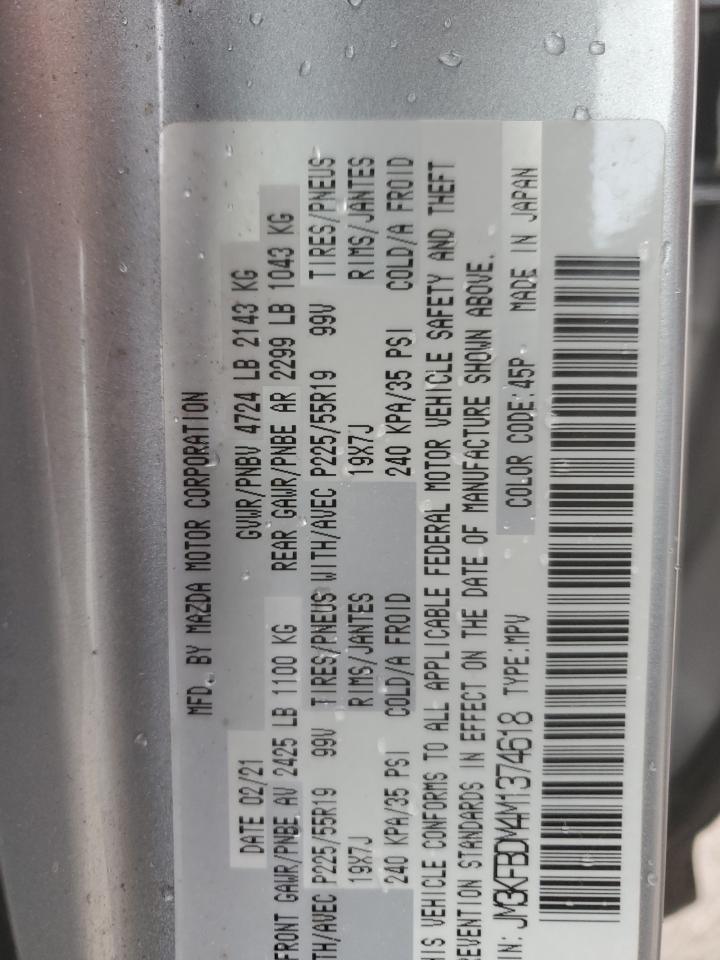 MFD. BY MAZDA MOTOR CORPORATION
DATE 02/21 GVWR/PNBV 4724 LB 2143 KG
FRONT GAWR/PNBE AV 2425 LB 1100 KG REAR GAWR/PNBE AR 2299 LB 1043 KG
TH/AVEC P225/55R19 99V TIRES/PNEUS WITH/AVEC P225/55R19 99V TIRES/PNEUS
19X7J RIMS/JANTES 19X7J RIMS/JANTES
240 KPA/35 PSI COLD/A FROID 240 KPA/35 PSI COLD/A FROID
HIS VEHICLE CONFORMS TO ALL APPLICABLE FEDERAL MOTOR VEHICLE SAFETY AND THEFT
REVENTION STANDARDS IN EFFECT ON THE DATE OF MANUFACTURE SHOWN ABOVE.
COLOR CODE:45P MADE IN JAPAN
IN: JM3KFBDM4M1374618 TYPE:MPV